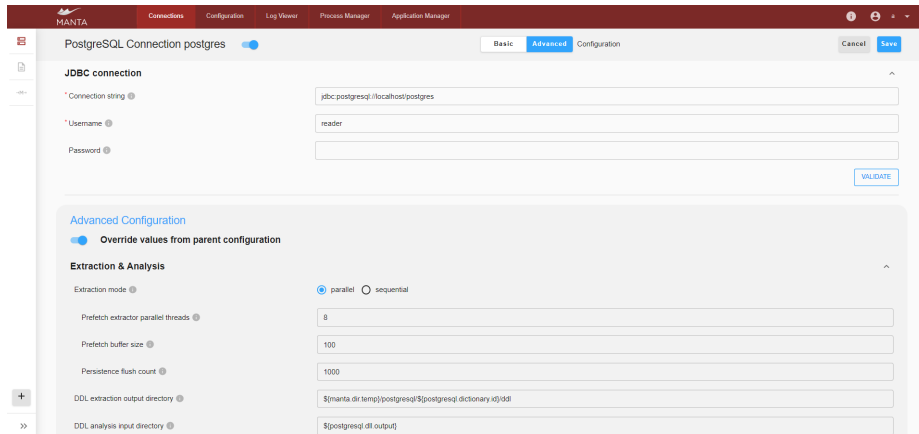 MANTA
Connections Configuration Log Viewer Process Manager Application Manager a
PostgreSQL Connection postgres Basic Advanced Configuration Cancel Save
JDBC connection
* Connection string jdbc:postgresql://localhost/postgres
* Username reader
Password
VALIDATE
Advanced Configuration
Override values from parent configuration
Extraction & Analysis
Extraction mode parallel sequential
Prefetch extractor parallel threads 8
Prefetch buffer size 100
Persistence flush count 1000
DDL extraction output directory ${manta.dir.temp}/postgresql/${postgresql.dictionary.id}/ddl
DDL analysis input directory ${postgresql.dll.output}